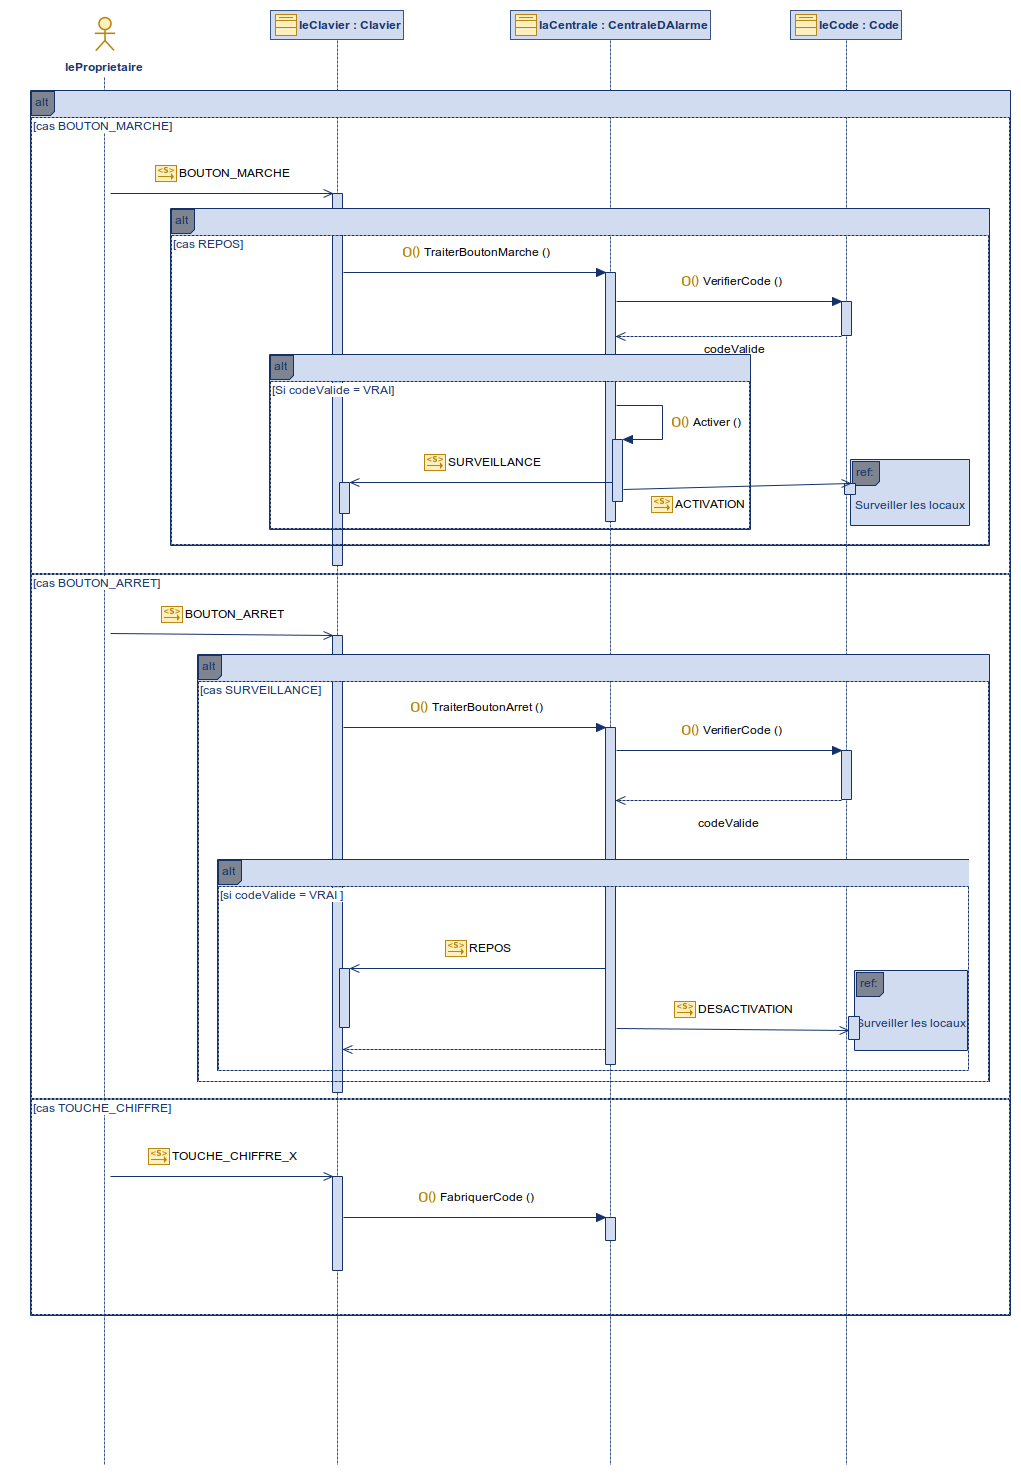 leProprietaire
leClavier : Clavier
laCentrale : CentraleDAlarme
leCode : Code
alt
[cas BOUTON_MARCHE]
<S> BOUTON_MARCHE
alt
[cas REPOS]
O() TraiterBoutonMarche ()
O() VerifierCode ()
codeValide
alt
[Si codeValide = VRAI]
O() Activer ()
<S> SURVEILLANCE
ref:
<S> ACTIVATION
Surveiller les locaux
[cas BOUTON_ARRET]
<S> BOUTON_ARRET
alt
[cas SURVEILLANCE]
O() TraiterBoutonArret ()
O() VerifierCode ()
codeValide
alt
[si codeValide = VRAI ]
<S> REPOS
ref:
<S> DESACTIVATION
Surveiller les locaux
[cas TOUCHE_CHIFFRE]
<S> TOUCHE_CHIFFRE_X
O() FabriquerCode ()